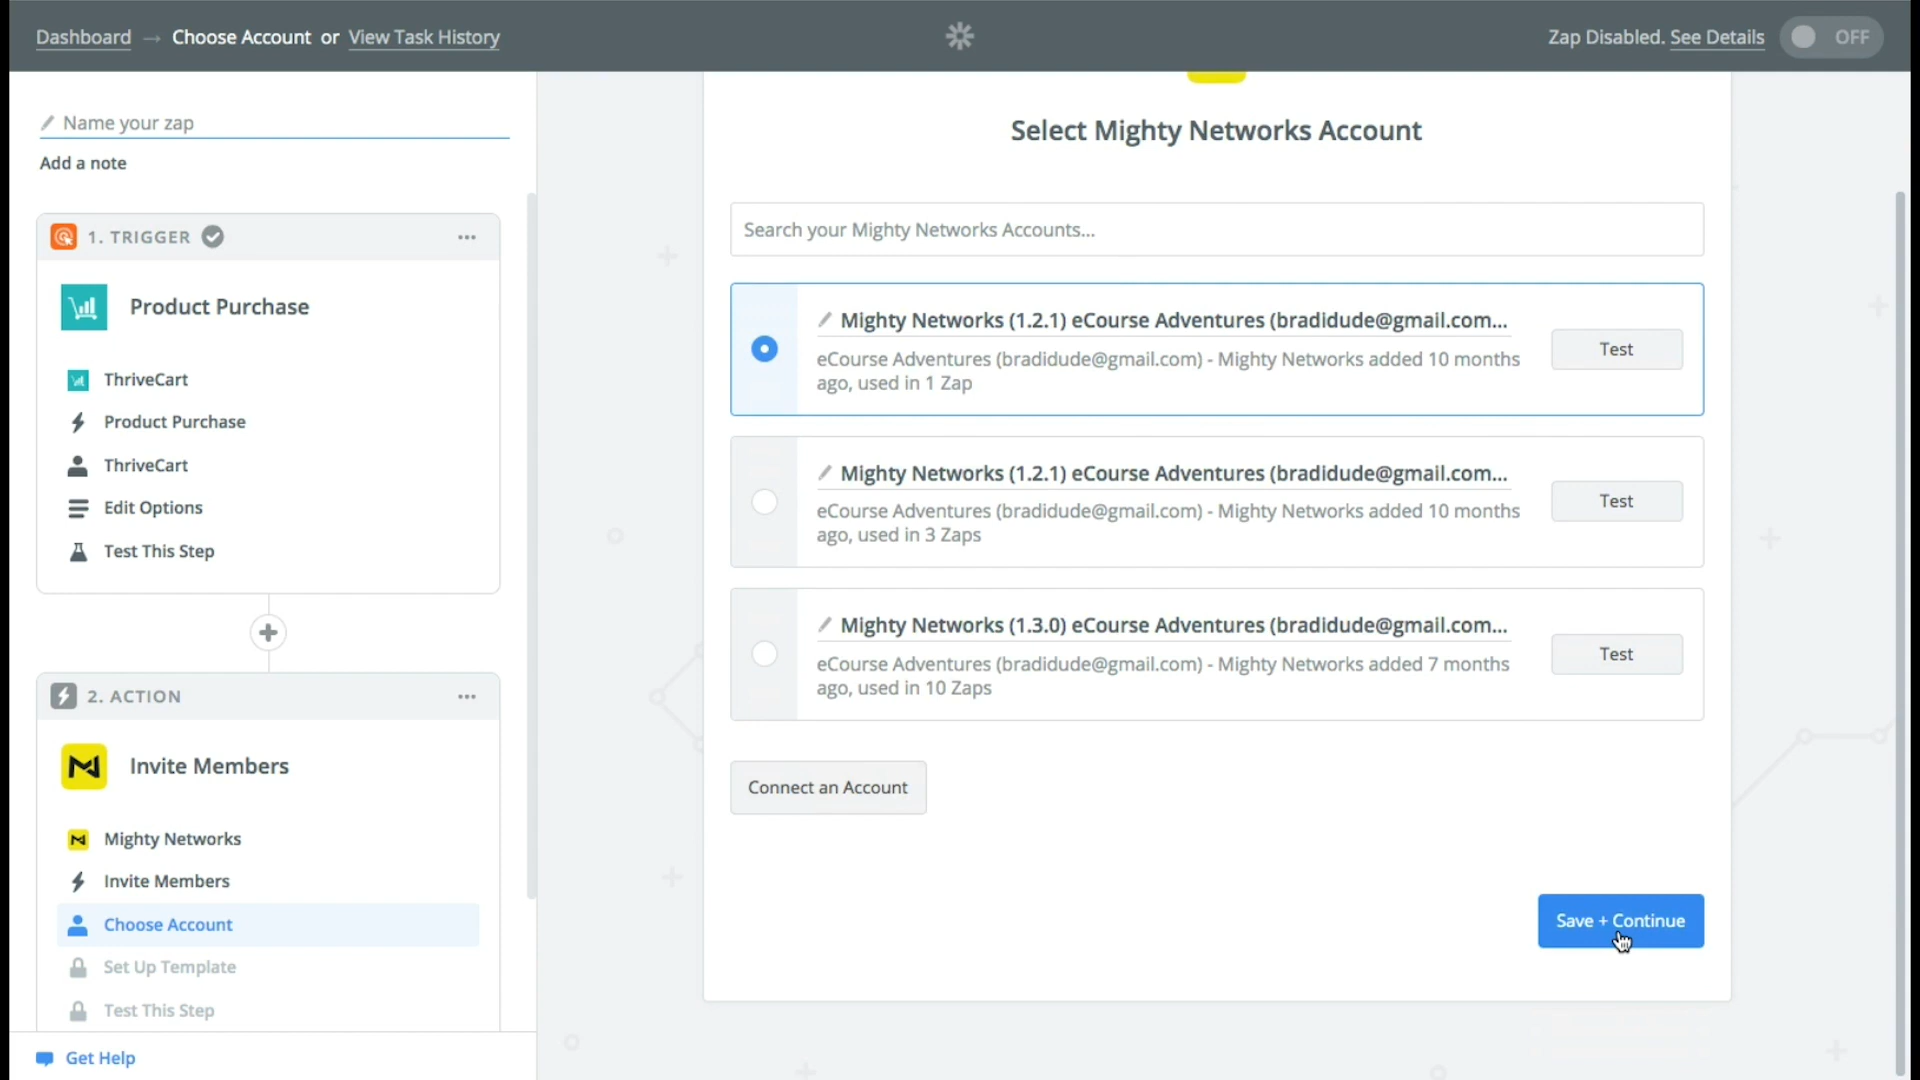 Dashboard → Choose Account or View Task History
Zap Disabled. See Details
OFF
Name your zap
Add a note
1. TRIGGER
Product Purchase
ThriveCart
Product Purchase
ThriveCart
Edit Options
Test This Step
2. ACTION
Invite Members
Mighty Networks
Invite Members
Choose Account
Set Up Template
Test This Step
Get Help
Select Mighty Networks Account
Search your Mighty Networks Accounts...
Mighty Networks (1.2.1) eCourse Adventures (bradidude@gmail.com...
eCourse Adventures (bradidude@gmail.com) - Mighty Networks added 10 months
ago, used in 1 Zap
Test
Mighty Networks (1.2.1) eCourse Adventures (bradidude@gmail.com...
eCourse Adventures (bradidude@gmail.com) - Mighty Networks added 10 months
ago, used in 3 Zaps
Test
Mighty Networks (1.3.0) eCourse Adventures (bradidude@gmail.com...
eCourse Adventures (bradidude@gmail.com) - Mighty Networks added 7 months
ago, used in 10 Zaps
Test
Connect an Account
Save + Continue